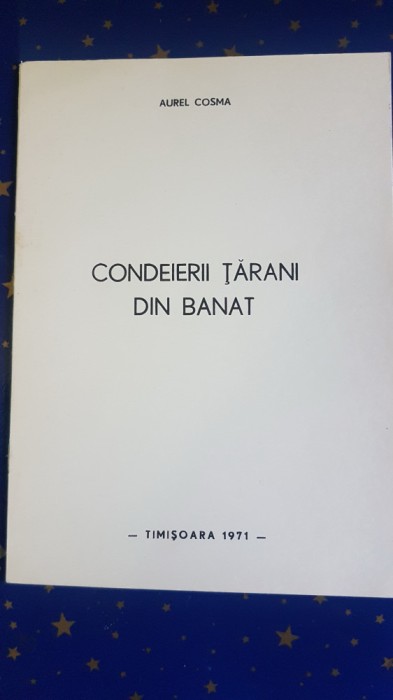 AUREL COSMA
CONDEIERII ŢĂRANI
DIN BANAT
— TIMIŞOARA 1971 —